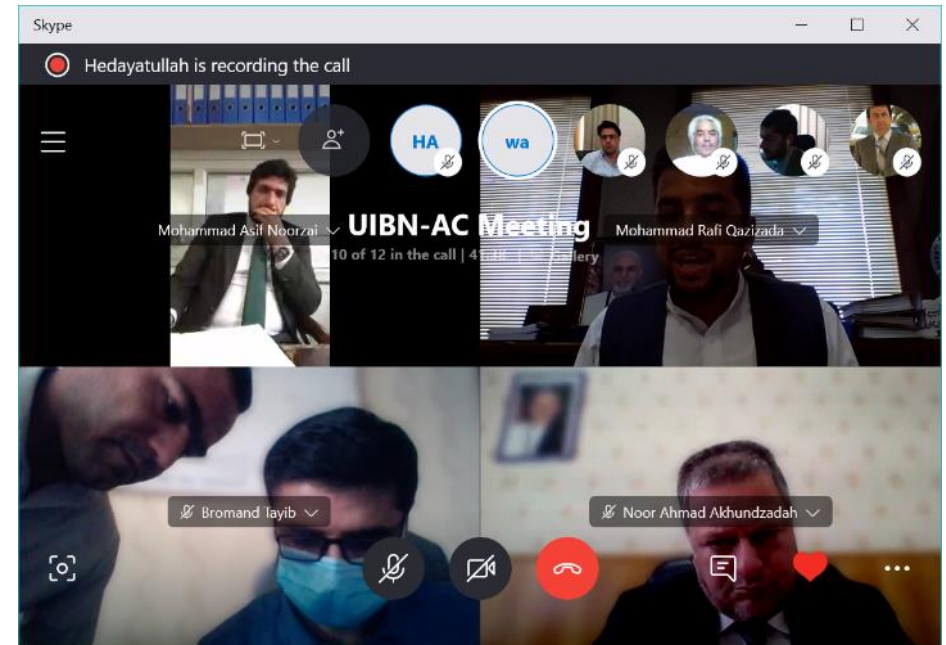 Skype
Hedayatullah is recording the call
HA
wa
Mohammad Asif Noorzai
UIBN-AC Meeting
Mohammad Rafi Qazizada
10 of 12 in the call | 41:38 | Gallery
Bromand Tayib
Noor Ahmad Akhundzadah